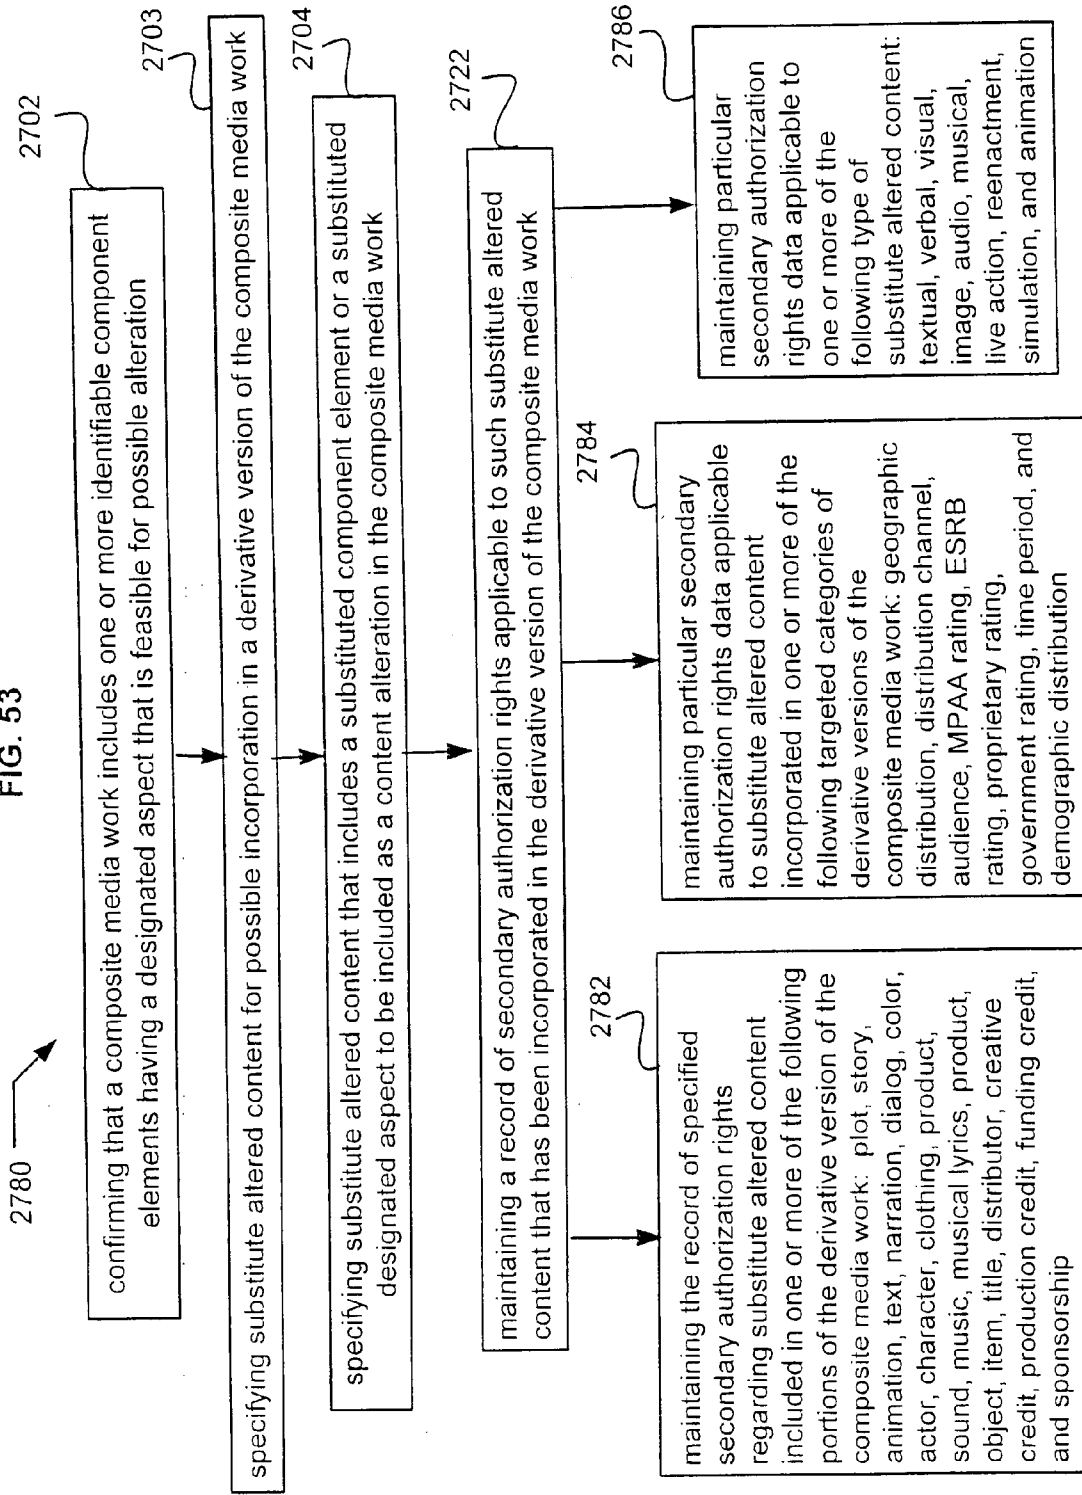 FIG. 53
2780
2702
confirming that a composite media work includes one or more identifiable component
elements having a designated aspect that is feasible for possible alteration
2703
specifying substitute altered content for possible incorporation in a derivative version of the composite media work
2704
specifying substitute altered content that includes a substituted component element or a substituted
designated aspect to be included as a content alteration in the composite media work
2722
maintaining a record of secondary authorization rights applicable to such substitute altered
content that has been incorporated in the derivative version of the composite media work
2782
maintaining the record of specified
secondary authorization rights
regarding substitute altered content
included in one or more of the following
portions of the derivative version of the
composite media work: plot, story,
animation, text, narration, dialog, color,
actor, character, clothing, product,
sound, music, musical lyrics, product,
object, item, title, distributor, creative
credit, production credit, funding credit,
and sponsorship
2784
maintaining particular secondary
authorization rights data applicable
to substitute altered content
incorporated in one or more of the
following targeted categories of
derivative versions of the
composite media work: geographic
distribution, distribution channel,
audience, MPAA rating, ESRB
rating, proprietary rating,
government rating, time period, and
demographic distribution
2786
maintaining particular
secondary authorization
rights data applicable to
one or more of the
following type of
substitute altered content:
textual, verbal, visual,
image, audio, musical,
live action, reenactment,
simulation, and animation